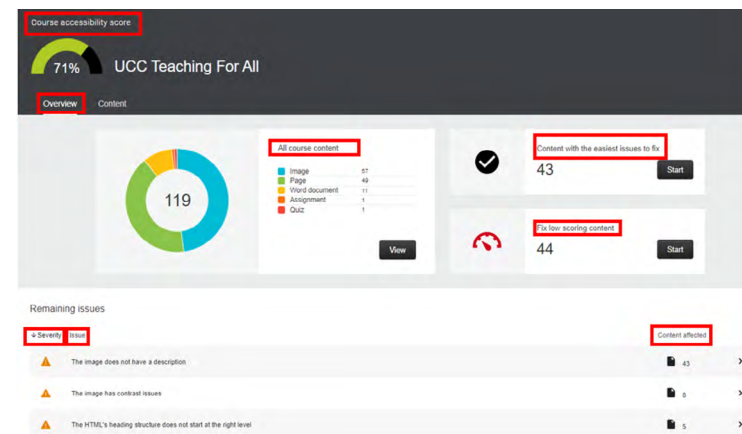 Course accessibility score
71%
UCC Teaching For All
Overview Content
119
All course content
Image 57
Page 49
Word document 11
Assignment 1
Quiz 1
View
Content with the easiest issues to fix
43
Start
Fix low scoring content
44
Start
Remaining issues
Severity Issue Content affected
The image does not have a description 43
The image has contrast issues
The HTML's heading structure does not start at the right level 5